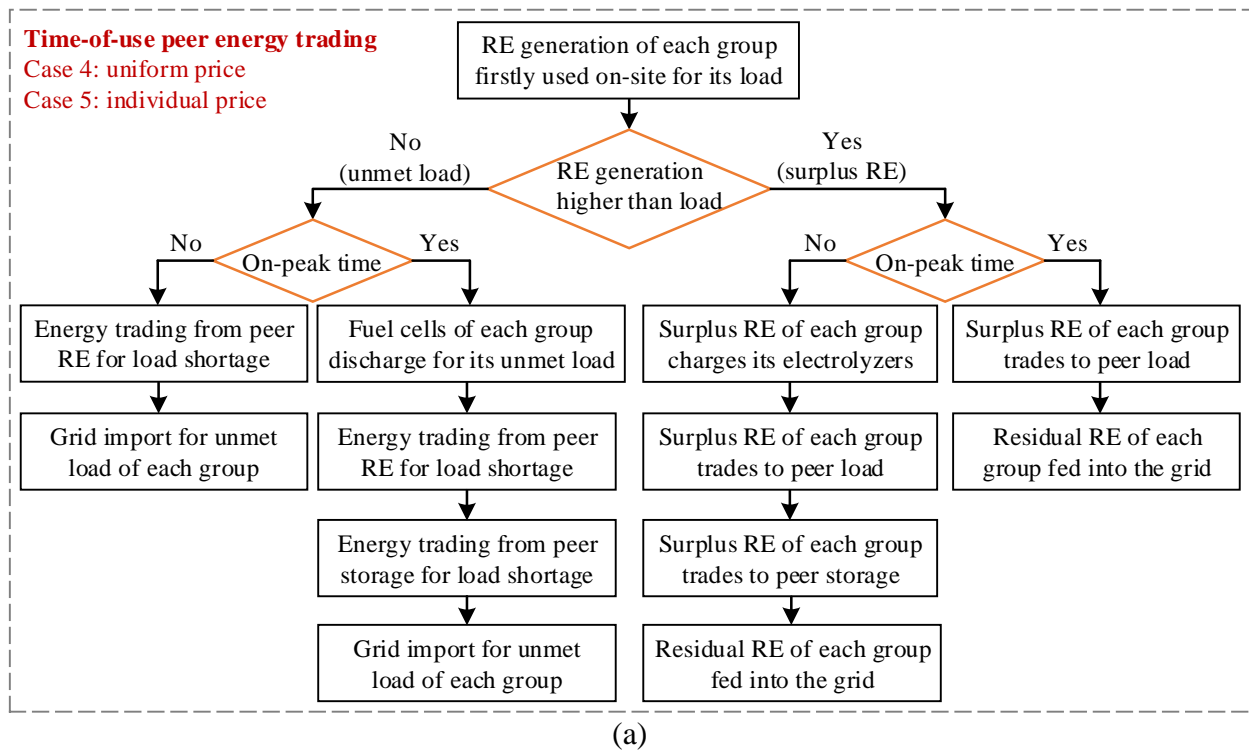 Time-of-use peer energy trading
Case 4: uniform price
Case 5: individual price
RE generation of each group
firstly used on-site for its load
No
(unmet load)
RE generation
higher than load
Yes
(surplus RE)
No
On-peak time
Yes
No
On-peak time
Yes
Energy trading from peer
RE for load shortage
Fuel cells of each group
discharge for its unmet load
Surplus RE of each group
charges its electrolyzers
Surplus RE of each group
trades to peer load
Grid import for unmet
load of each group
Energy trading from peer
RE for load shortage
Surplus RE of each group
trades to peer load
Residual RE of each
group fed into the grid
Energy trading from peer
storage for load shortage
Surplus RE of each group
trades to peer storage
Grid import for unmet
load of each group
Residual RE of each group
fed into the grid
(a)